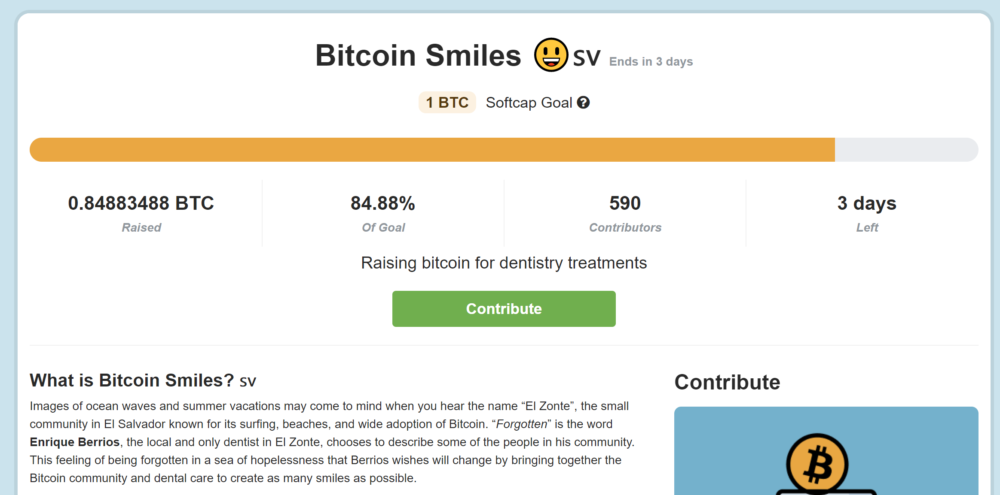 Bitcoin Smiles 😃 SV Ends in 3 days
1 BTC Softcap Goal ?
0.84883488 BTC
Raised
84.88%
Of Goal
590
Contributors
3 days
Left
Raising bitcoin for dentistry treatments
Contribute
What is Bitcoin Smiles? SV
Images of ocean waves and summer vacations may come to mind when you hear the name “El Zonte”, the small
community in El Salvador known for its surfing, beaches, and wide adoption of Bitcoin. “Forgotten” is the word
Enrique Berrios, the local and only dentist in El Zonte, chooses to describe some of the people in his community.
This feeling of being forgotten in a sea of hopelessness that Berrios wishes will change by bringing together the
Bitcoin community and dental care to create as many smiles as possible.
Contribute
₿